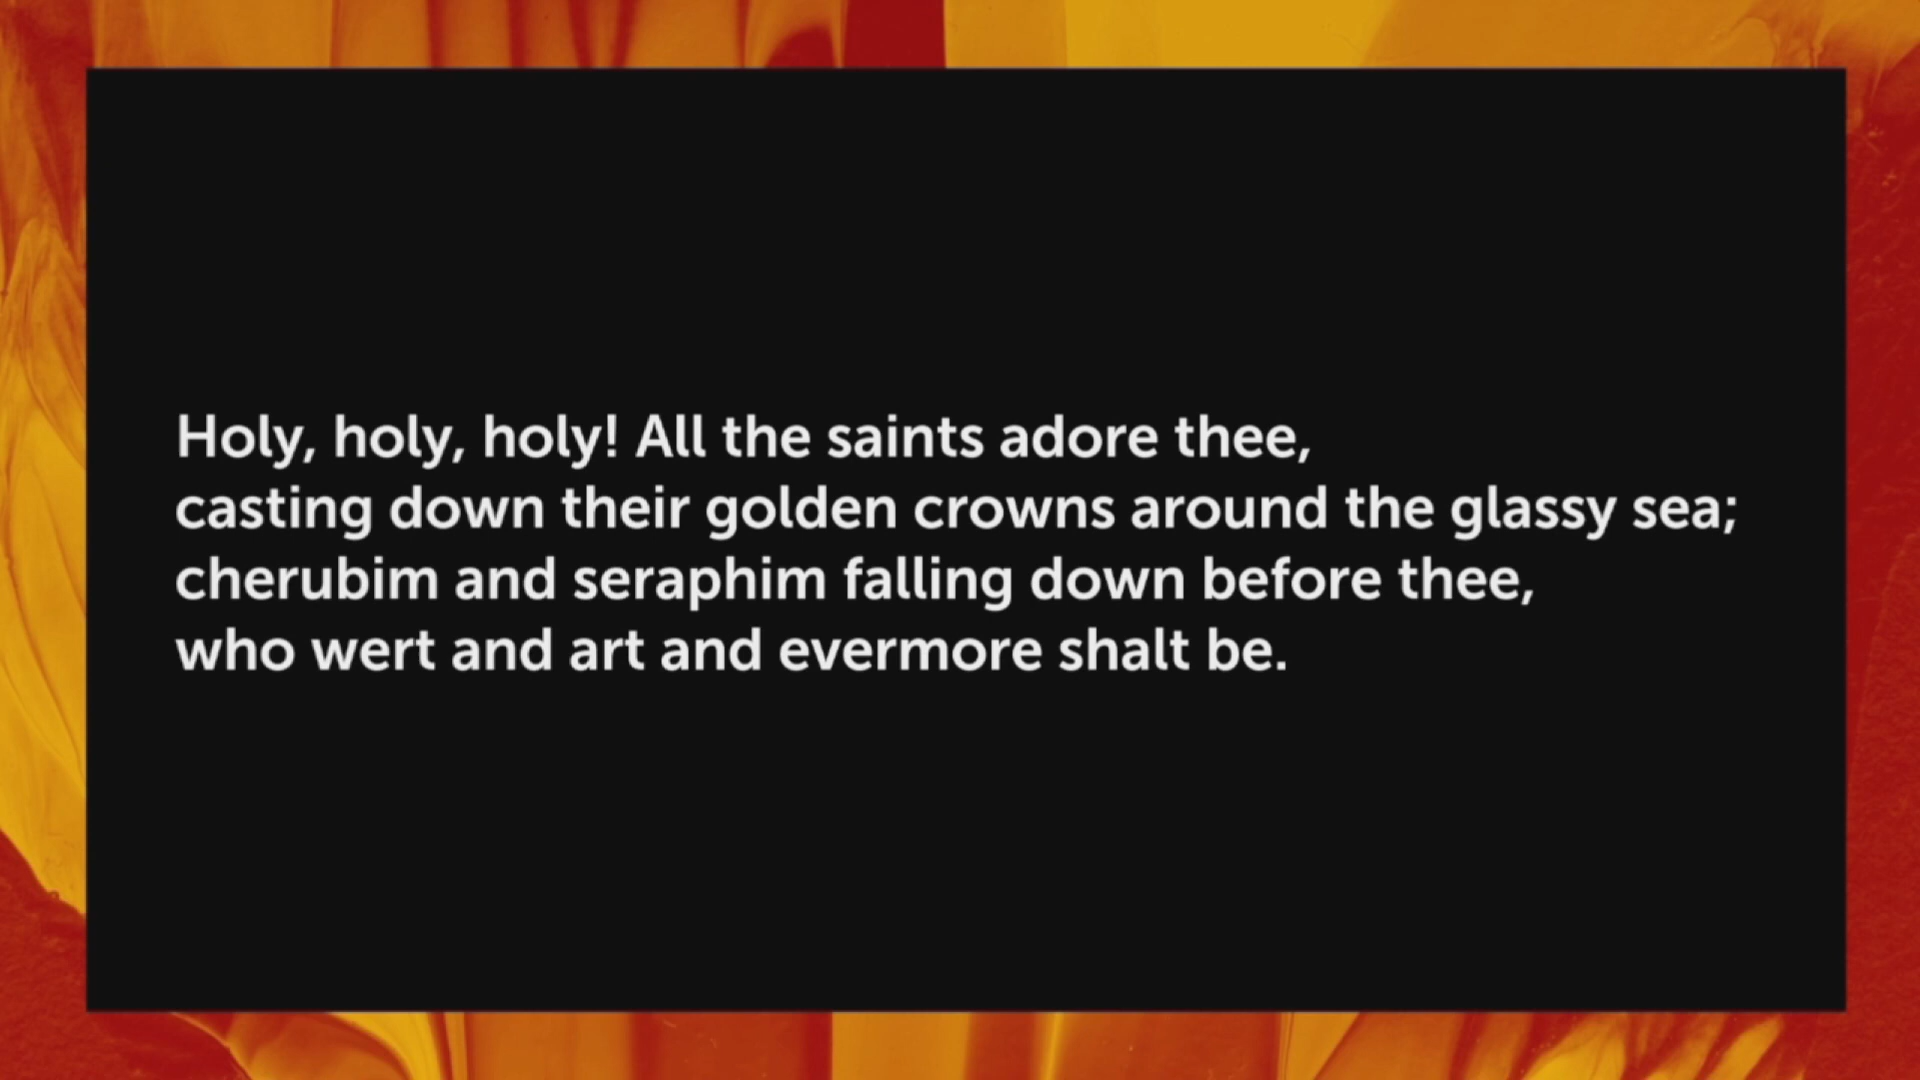 Holy, holy, holy! All the saints adore thee,
casting down their golden crowns around the glassy sea;
cherubim and seraphim falling down before thee,
who wert and art and evermore shalt be.